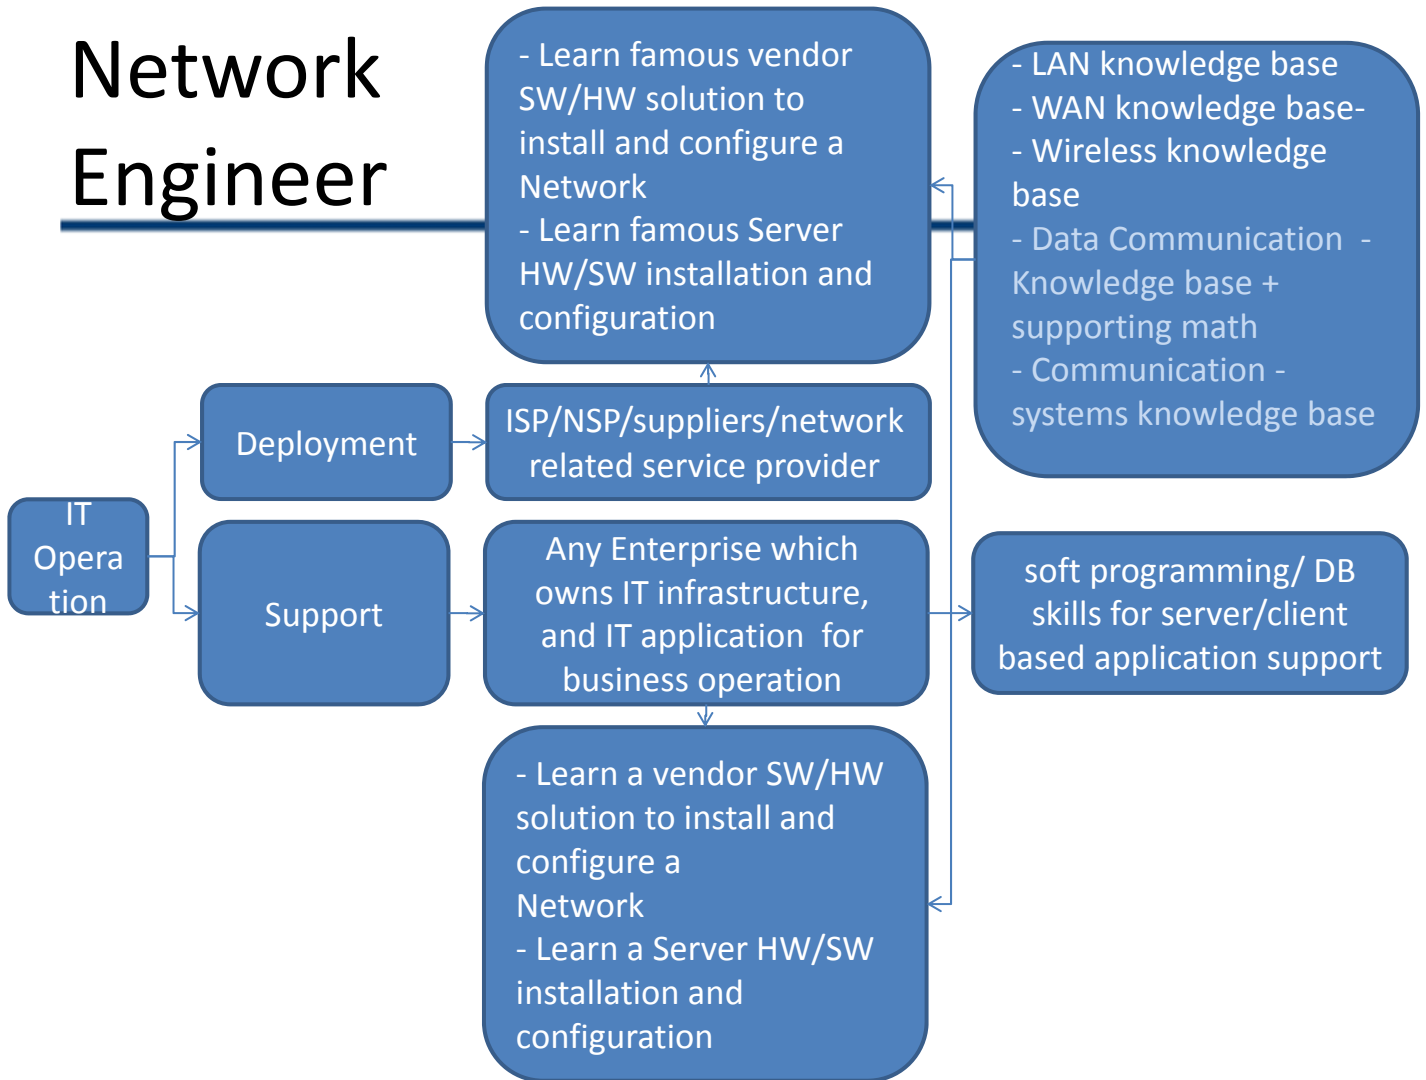 Network
Engineer
- Learn famous vendor
SW/HW solution to
install and configure a
Network
- Learn famous Server
HW/SW installation and
configuration
- LAN knowledge base
- WAN knowledge base-
- Wireless knowledge
base
- Data Communication -
Knowledge base +
supporting math
- Communication -
systems knowledge base
Deployment
ISP/NSP/suppliers/network
related service provider
IT
Opera
tion
Support
Any Enterprise which
owns IT infrastructure,
and IT application for
business operation
soft programming/ DB
skills for server/client
based application support
- Learn a vendor SW/HW
solution to install and
configure a
Network
- Learn a Server HW/SW
installation and
configuration